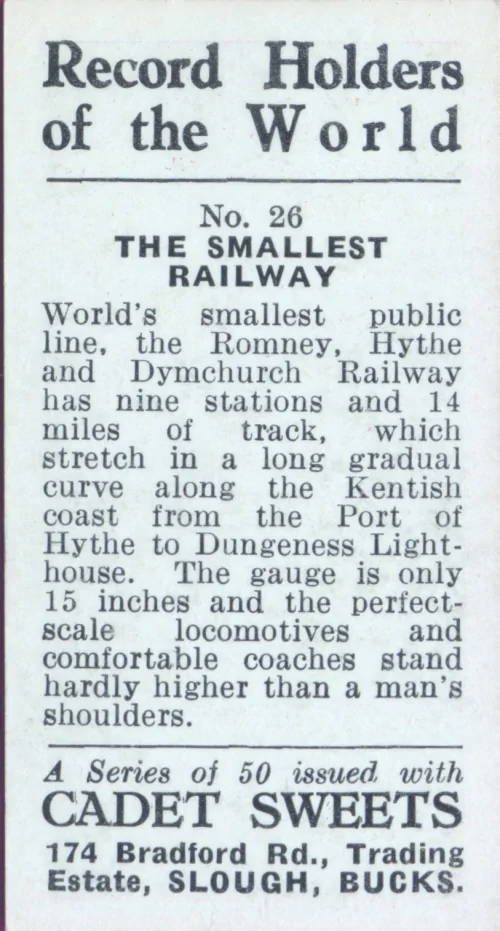 Record Holders
of the World
No. 26
THE SMALLEST
RAILWAY
World's smallest public
line, the Romney, Hythe
and Dymchurch Railway
has nine stations and 14
miles of track, which
stretch in a long gradual
curve along the Kentish
coast from the Port of
Hythe to Dungeness Light-
house. The gauge is only
15 inches and the perfect-
scale locomotives and
comfortable coaches stand
hardly higher than a man's
shoulders.
A Series of 50 issued with
CADET SWEETS
174 Bradford Rd., Trading
Estate, SLOUGH, BUCKS.